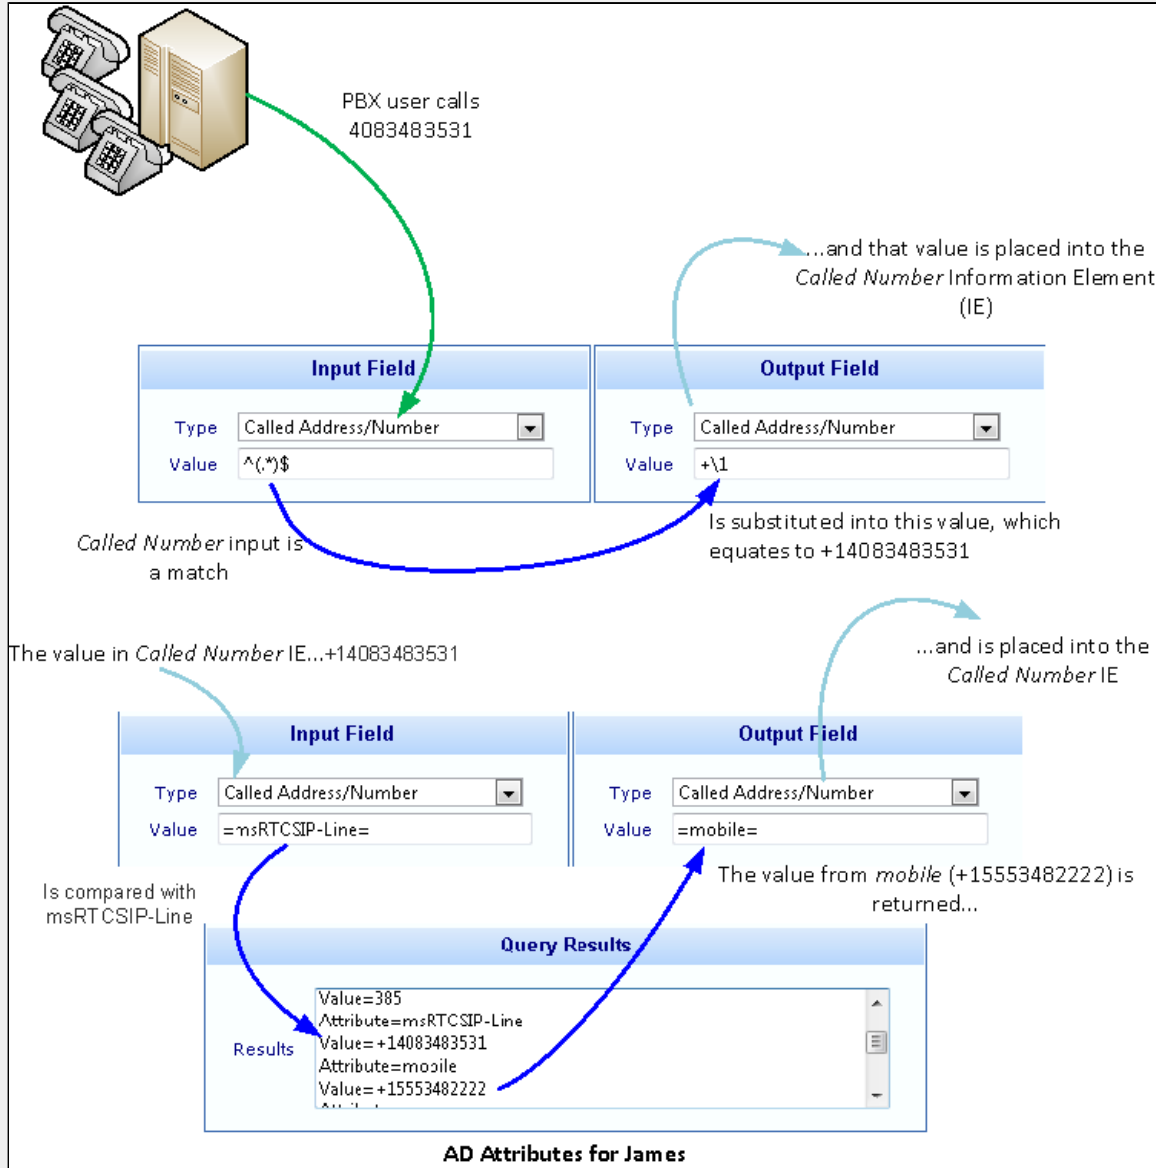 PBX user calls
4083483531
...and that value is placed into the
Called Number Information Element
(IE)
Input Field
Type Called Address/Number
Value ^(.*)$
Output Field
Type Called Address/Number
Value +\1
Called Number input is
a match
Is substituted into this value, which
equates to +14083483531
The value in Called Number IE...+14083483531
...and is placed into the
Called Number IE
Input Field
Type Called Address/Number
Value =msRTCSIP-Line=
Output Field
Type Called Address/Number
Value =mobile=
Is compared with
msRTCSIP-Line
The value from mobile (+15553482222) is
returned...
Query Results
Results
Value=385
Attribute=msRTCSIP-Line
Value=+14083483531
Attribute=mobile
Value=+15553482222
AD Attributes for James